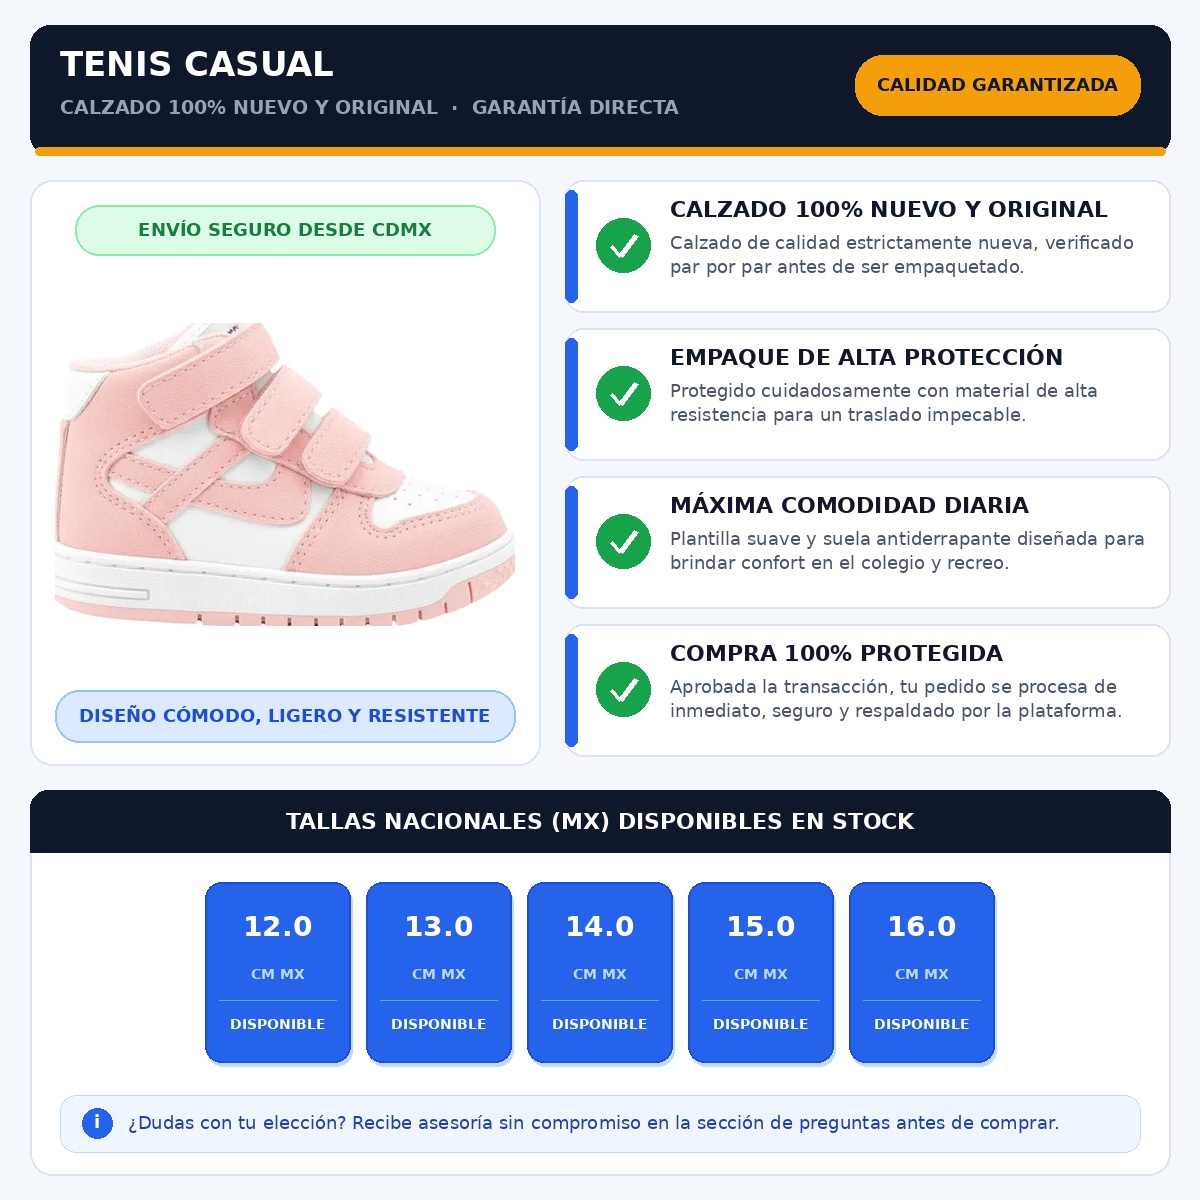 TENIS CASUAL
CALZADO 100% NUEVO Y ORIGINAL · GARANTÍA DIRECTA
CALIDAD GARANTIZADA
ENVÍO SEGURO DESDE CDMX
DISEÑO CÓMODO, LIGERO Y RESISTENTE
CALZADO 100% NUEVO Y ORIGINAL
Calzado de calidad estrictamente nueva, verificado
par por par antes de ser empaquetado.
EMPAQUE DE ALTA PROTECCIÓN
Protegido cuidadosamente con material de alta
resistencia para un traslado impecable.
MÁXIMA COMODIDAD DIARIA
Plantilla suave y suela antiderrapante diseñada para
brindar confort en el colegio y recreo.
COMPRA 100% PROTEGIDA
Aprobada la transacción, tu pedido se procesa de
inmediato, seguro y respaldado por la plataforma.
TALLAS NACIONALES (MX) DISPONIBLES EN STOCK
12.0
CM MX
DISPONIBLE
13.0
CM MX
DISPONIBLE
14.0
CM MX
DISPONIBLE
15.0
CM MX
DISPONIBLE
16.0
CM MX
DISPONIBLE
i ¿Dudas con tu elección? Recibe asesoría sin compromiso en la sección de preguntas antes de comprar.